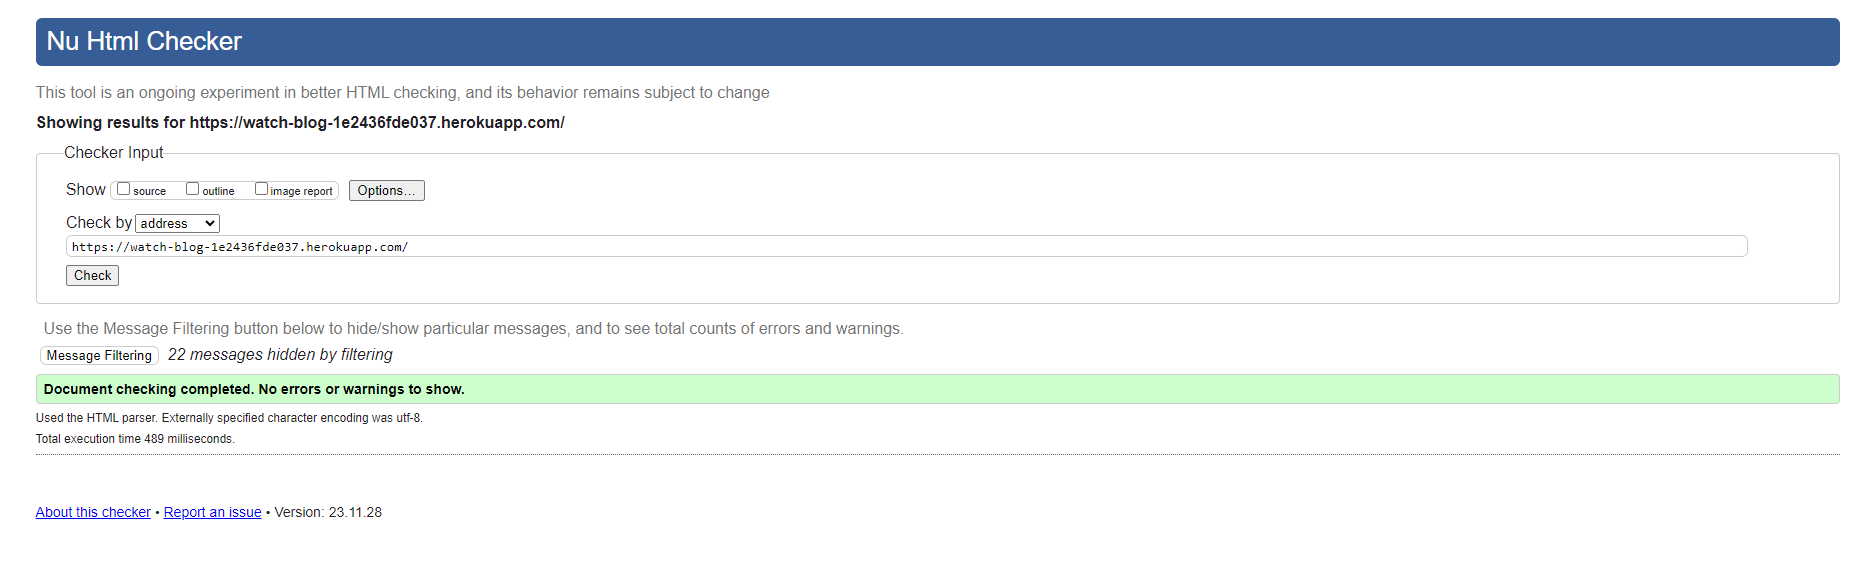 Nu Html Checker
This tool is an ongoing experiment in better HTML checking, and its behavior remains subject to change
Showing results for https://watch-blog-1e2436fde037.herokuapp.com/
Checker Input
Show source outline image report Options...
Check by address
https://watch-blog-1e2436fde037.herokuapp.com/
Check
Use the Message Filtering button below to hide/show particular messages, and to see total counts of errors and warnings.
Message Filtering 22 messages hidden by filtering
Document checking completed. No errors or warnings to show.
Used the HTML parser. Externally specified character encoding was utf-8.
Total execution time 489 milliseconds.
About this checker • Report an issue • Version: 23.11.28